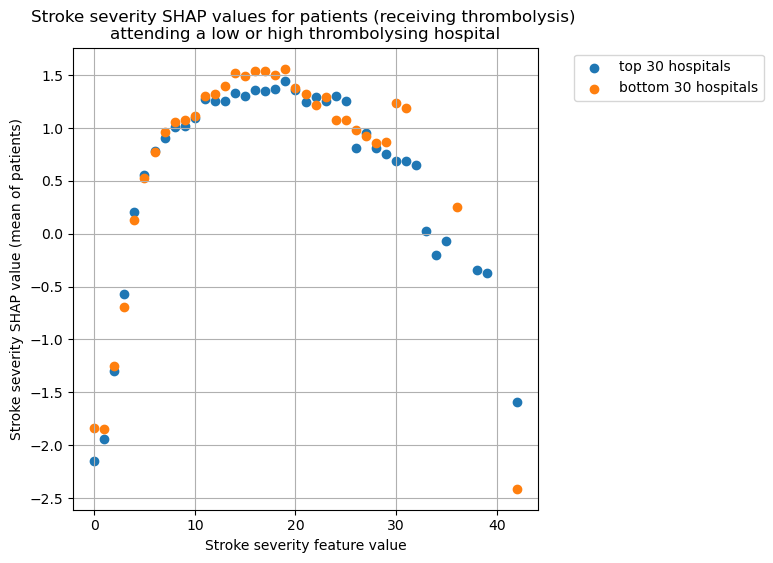 Stroke severity SHAP values for patients (receiving thrombolysis)
attending a low or high thrombolysing hospital
top 30 hospitals
bottom 30 hospitals
Stroke severity SHAP value (mean of patients)
1.5
1.0
0.5
0.0
−0.5
−1.0
−1.5
−2.0
−2.5
0 10 20 30 40
Stroke severity feature value